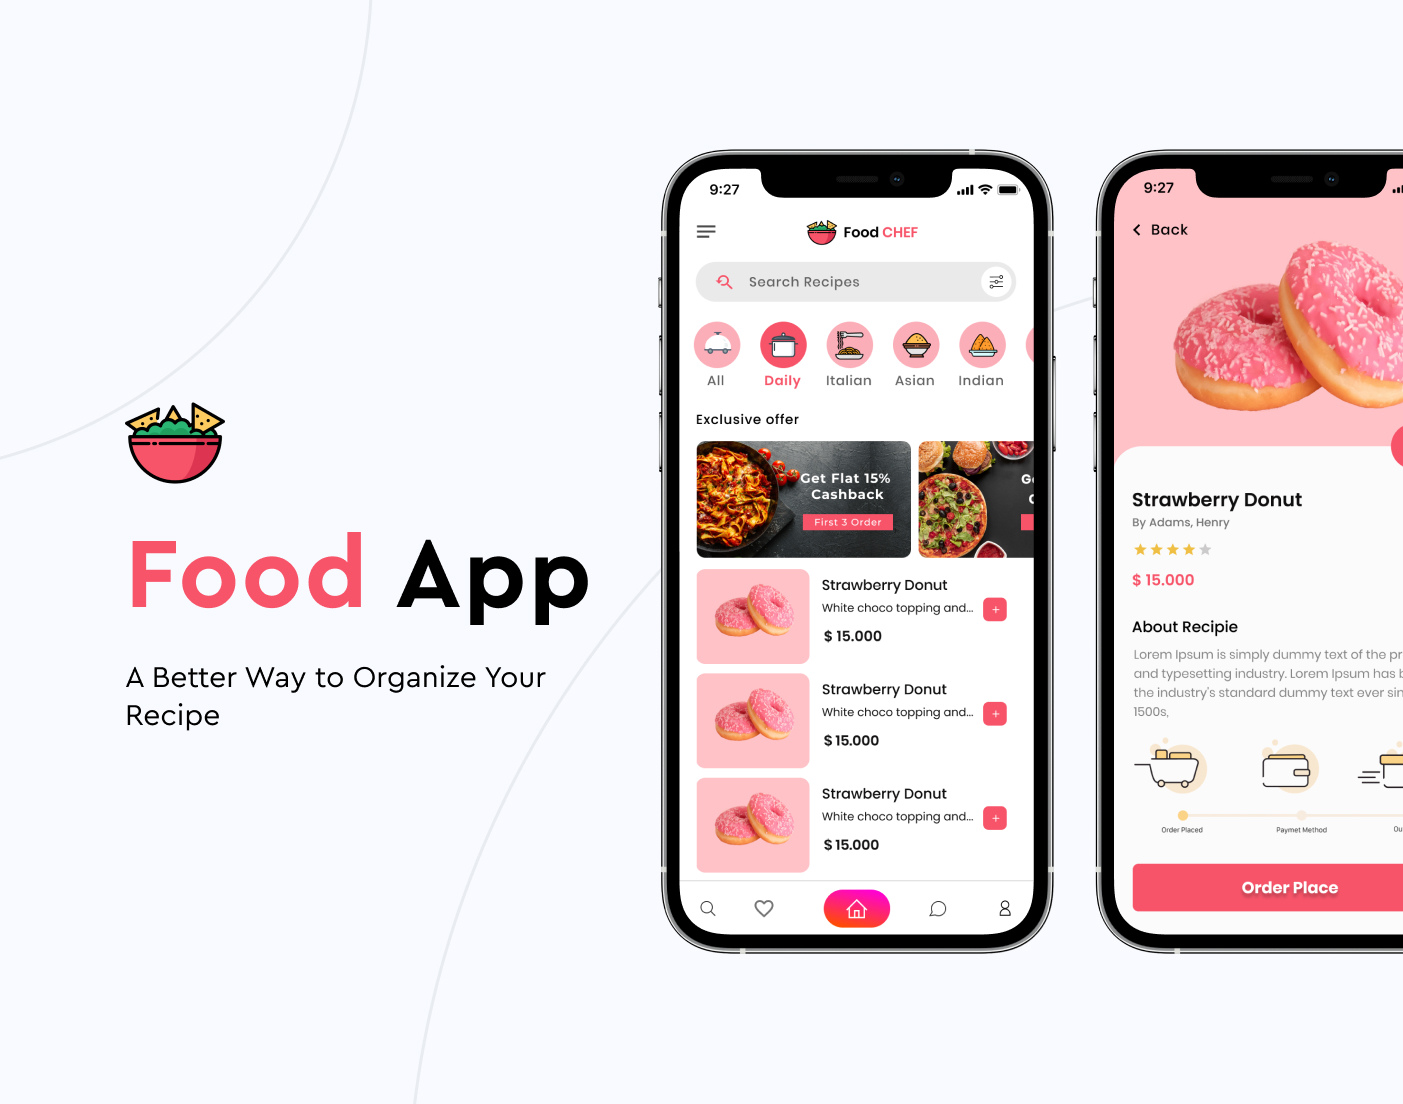 Food App
A Better Way to Organize Your
Recipe
9:27
Food CHEF
Search Recipes
All
Daily
Italian
Asian
Indian
Exclusive offer
Get Flat 15%
Cashback
First 3 Order
Strawberry Donut
White choco topping and...
$ 15.000
+
Strawberry Donut
White choco topping and...
$ 15.000
+
Strawberry Donut
White choco topping and...
$ 15.000
+
9:27
Back
Strawberry Donut
By Adams, Henry
$ 15.000
About Recipie
Lorem Ipsum is simply dummy text of the
and typesetting industry. Lorem Ipsum has
the industry's standard dummy text ever
1500s,
Order Placed
Paymet Method
Order Place